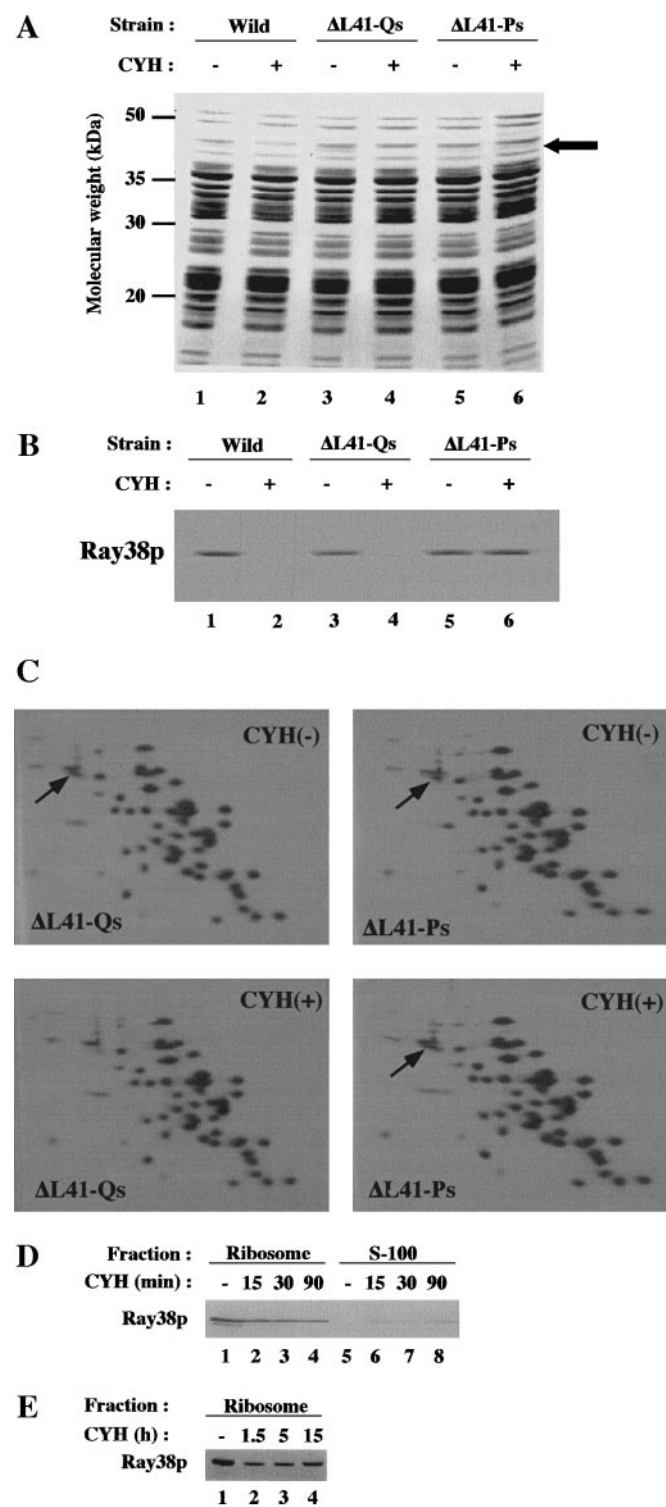 A
Strain : Wild ΔL41-Qs ΔL41-Ps
CYH : - + - + - +
Molecular weight (kDa)
50
35
30
20
1 2 3 4 5 6
B
Strain : Wild ΔL41-Qs ΔL41-Ps
CYH : - + - + - +
Ray38p
1 2 3 4 5 6
C
CYH(-) CYH(-)
ΔL41-Qs ΔL41-Ps
CYH(+) CYH(+)
ΔL41-Qs ΔL41-Ps
D
Fraction : Ribosome S-100
CYH (min) : - 15 30 90 - 15 30 90
Ray38p
1 2 3 4 5 6 7 8
E
Fraction : Ribosome
CYH (h) : - 1.5 5 15
Ray38p
1 2 3 4